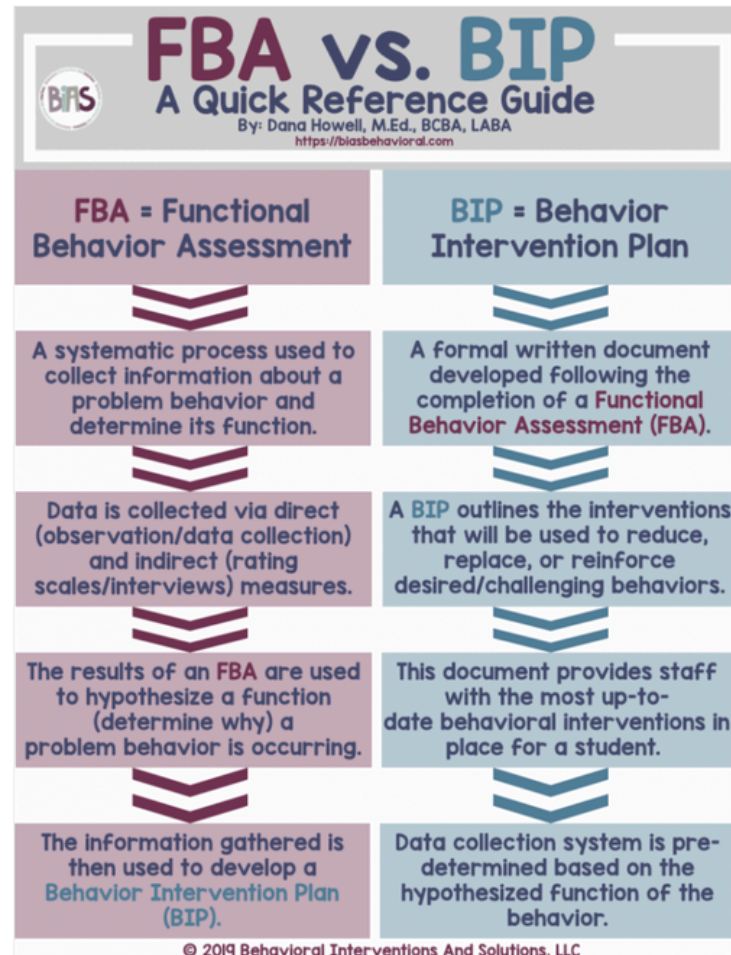 FBA vs. BIP
BIAS
A Quick Reference Guide
By: Dana Howell, M.Ed., BCBA, LABA
https://biasbehavioral.com
FBA = Functional
Behavior Assessment
A systematic process used to
collect information about a
problem behavior and
determine its function.
Data is collected via direct
(observation/data collection)
and indirect (rating
scales/interviews) measures.
The results of an FBA are used
to hypothesize a function
(determine why) a
problem behavior is occurring.
The information gathered is
then used to develop a
Behavior Intervention Plan
(BIP).
BIP = Behavior
Intervention Plan
A formal written document
developed following the
completion of a Functional
Behavior Assessment (FBA).
A BIP outlines the interventions
that will be used to reduce,
replace, or reinforce
desired/challenging behaviors.
This document provides staff
with the most up-to-
date behavioral interventions in
place for a student.
Data collection system is pre-
determined based on the
hypothesized function of the
behavior.
© 2019 Behavioral Interventions And Solutions, LLC